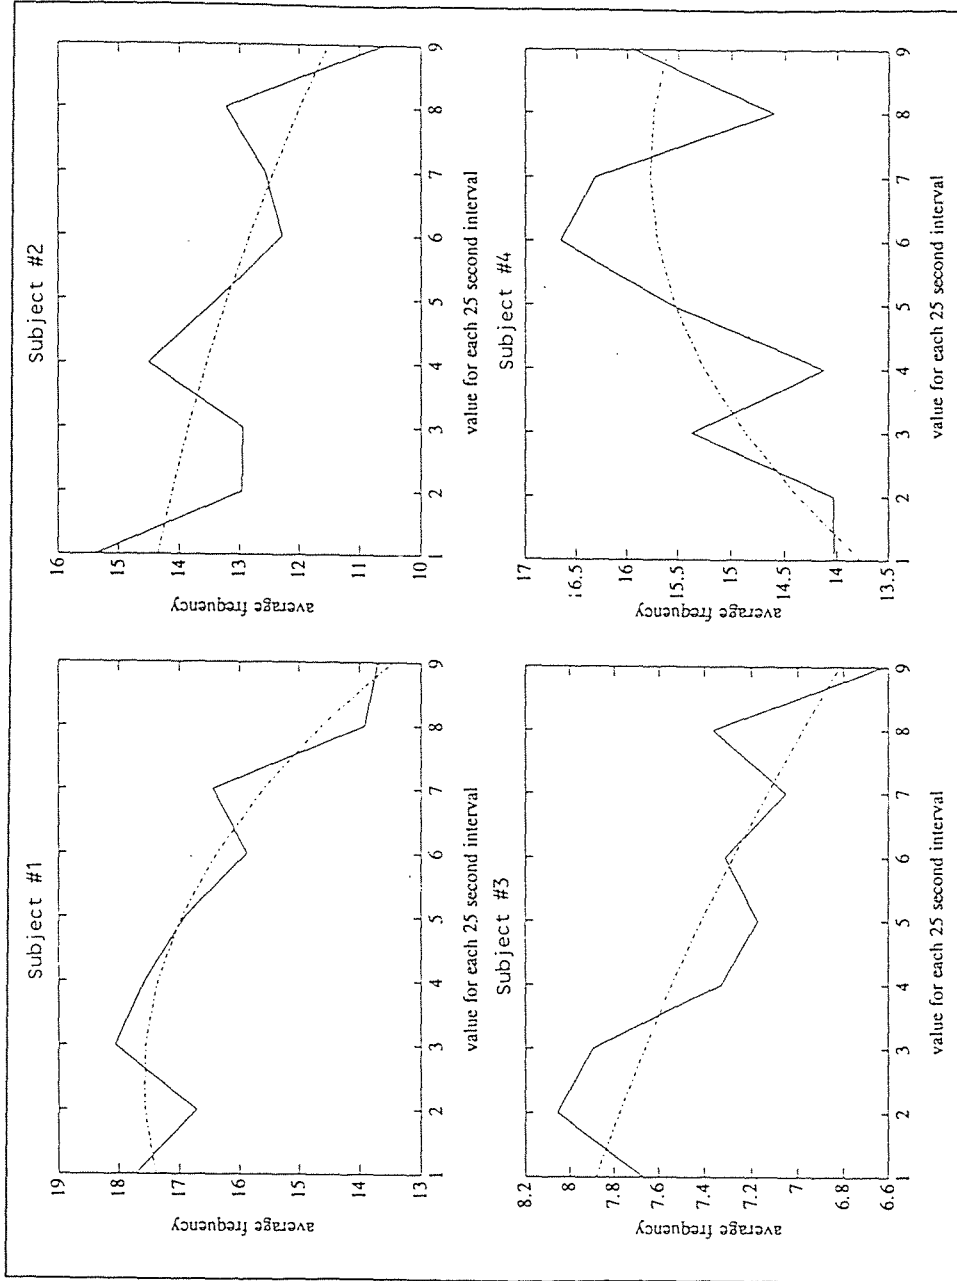 Subject #1
19
18
17
16
15
14
13
average frequency
1 2 3 4 5 6 7 8 9
value for each 25 second interval
Subject #2
16
15
14
13
12
11
10
average frequency
1 2 3 4 5 6 7 8 9
value for each 25 second interval
Subject #3
8.2
8
7.8
7.6
7.4
7.2
7
6.8
6.6
average frequency
1 2 3 4 5 6 7 8 9
value for each 25 second interval
Subject #4
17
16.5
16
15.5
15
14.5
14
13.5
average frequency
1 2 3 4 5 6 7 8 9
value for each 25 second interval